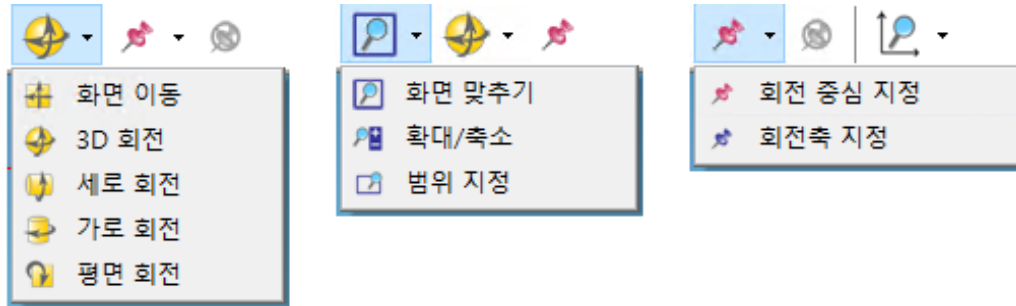 화면 이동
3D 회전
세로 회전
가로 회전
평면 회전
화면 맞추기
확대/축소
범위 지정
회전 중심 지정
회전축 지정